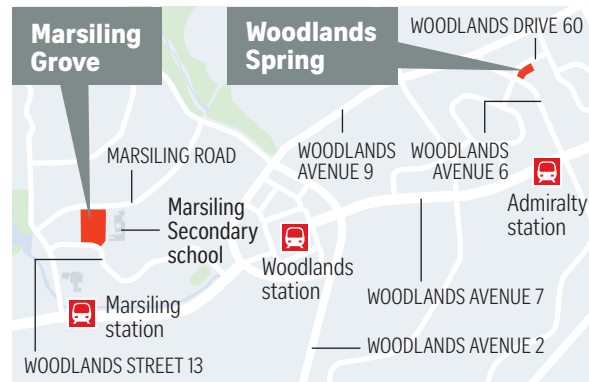 Marsiling
Grove
Woodlands
Spring
WOODLANDS DRIVE 60
MARSILING ROAD
WOODLANDS
AVENUE 9
WOODLANDS
AVENUE 6
Marsiling
Secondary
school
Admiralty
station
Woodlands
station
Marsiling
station
WOODLANDS AVENUE 7
WOODLANDS AVENUE 2
WOODLANDS STREET 13